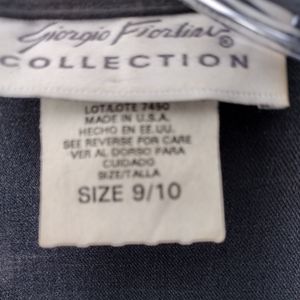 Giorgio Fiorlini ®
COLLECTION
LOT/LOTE 7450
MADE IN U.S.A.
HECHO EN EE.UU.
SEE REVERSE FOR CARE
VER AL DORSO PARA
CUIDADO
SIZE/TALLA
SIZE 9/10